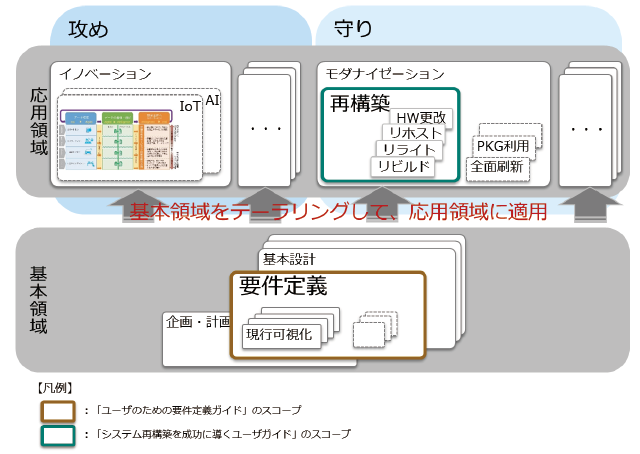 攻め
守り
応用領域
イノベーション
AI
IoT
・・・
モダナイゼーション
再構築
HW更改
リホスト
リライト
リビルド
PKG利用
全面刷新
・・・
基本領域をテーラリングして、応用領域に適用
基本領域
基本設計
要件定義
企画・計画
現行可視化
【凡例】
：「ユーザのための要件定義ガイド」のスコープ
：「システム再構築を成功に導くユーザガイド」のスコープ